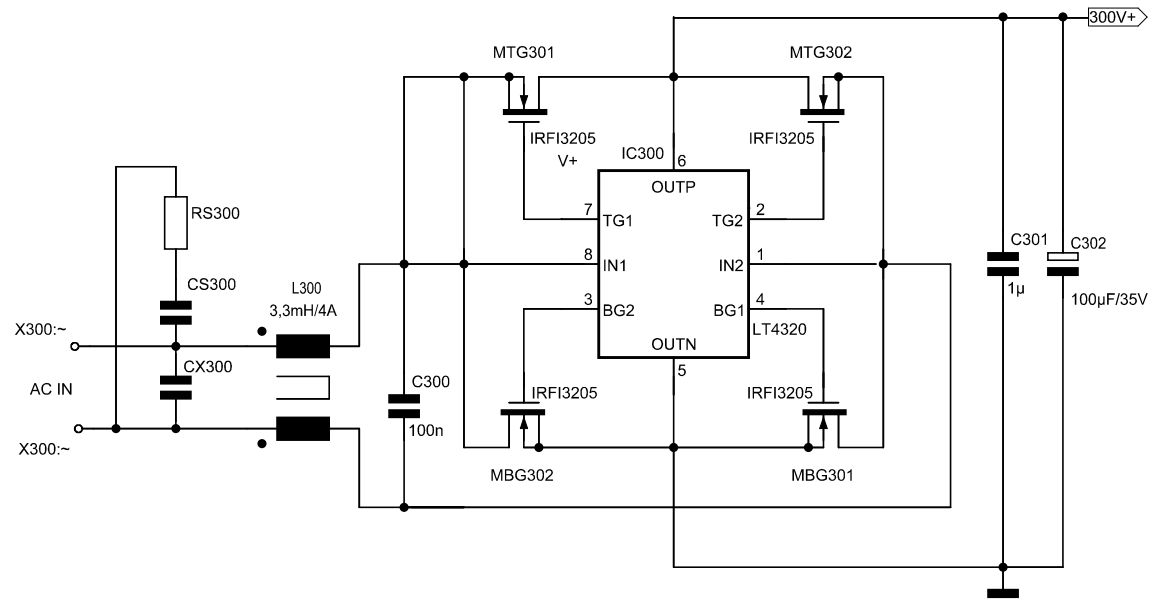 300V+
MTG301
MTG302
IRFI3205
IRFI3205
V+
IC300
6
OUTP
RS300
7
TG1
TG2
2
C301
C302
8
IN1
IN2
1
CS300
L300
3,3mH/4A
1µ
100µF/35V
3
BG2
BG1
4
X300:~
LT4320
OUTN
CX300
5
AC IN
C300
IRFI3205
IRFI3205
100n
X300:~
MBG302
MBG301